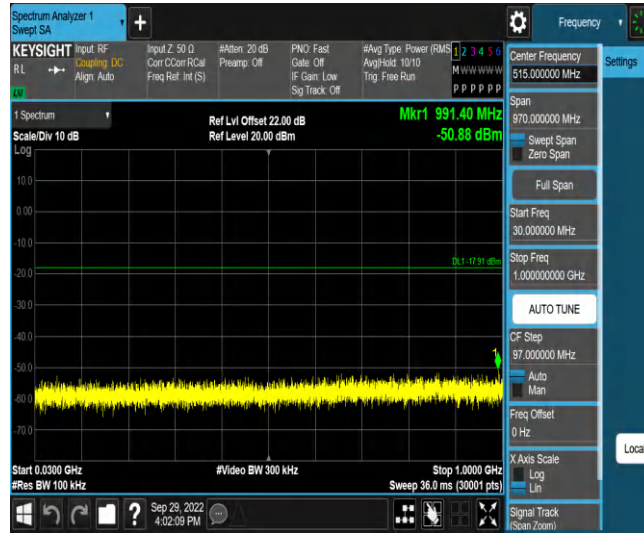 Spectrum Analyzer 1
Swept SA
+
Frequency
KEYSIGHT
RL
Input: RF
Coupling: DC
Align: Auto
Input Z: 50 Ω
Corr CCorr RCal
Freq Ref: Int (S)
#Atten: 20 dB
Preamp: Off
PNO: Fast
Gate: Off
IF Gain: Low
Sig Track: Off
#Avg Type: Power (RMS
Avg|Hold: 10/10
Trig: Free Run
1 2 3 4 5 6
M W W W W W
P P P P P P
LXI
1 Spectrum
Scale/Div 10 dB
Log
Ref Lvl Offset 22.00 dB
Ref Level 20.00 dBm
Mkr1 991.40 MHz
-50.88 dBm
10.0
0.00
-10.0
DL1 -17.91 dBm
-20.0
-30.0
-40.0
1
-50.0
-60.0
-70.0
Start 0.0300 GHz
#Res BW 100 kHz
#Video BW 300 kHz
Stop 1.0000 GHz
Sweep 36.0 ms (30001 pts)
?
Sep 29, 2022
4:02:09 PM
Center Frequency
515.000000 MHz
Settings
Span
970.000000 MHz
Swept Span
Zero Span
Full Span
Start Freq
30.000000 MHz
Stop Freq
1.000000000 GHz
AUTO TUNE
CF Step
97.000000 MHz
Auto
Man
Freq Offset
0 Hz
X Axis Scale
Log
Lin
Local
Signal Track
(Span Zoom)